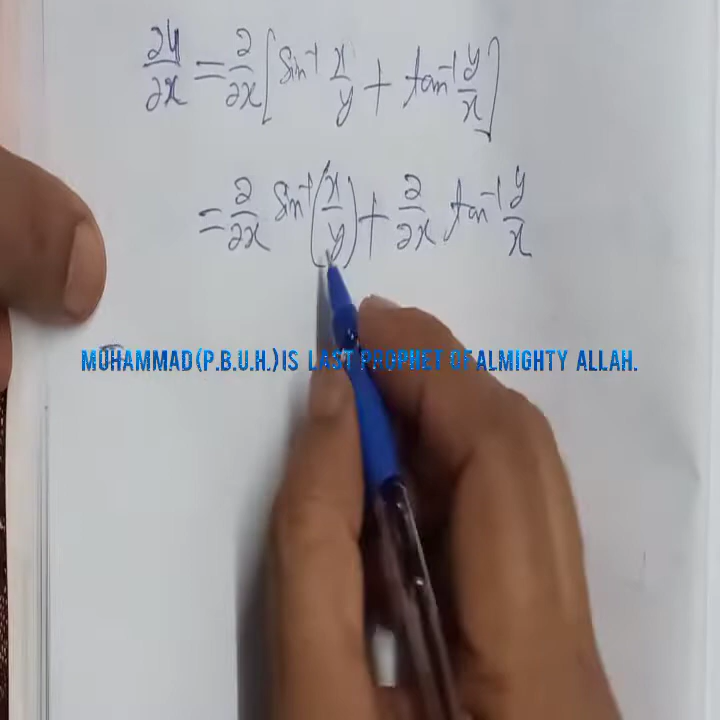 ∂u/∂x = ∂/∂x [sin⁻¹ x/y + tan⁻¹ y/x]
= ∂/∂x sin⁻¹(x/y) + ∂/∂x tan⁻¹ y/x
MUHAMMAD(P.B.U.H.)IS LAST PROPHET OF ALMIGHTY ALLAH.